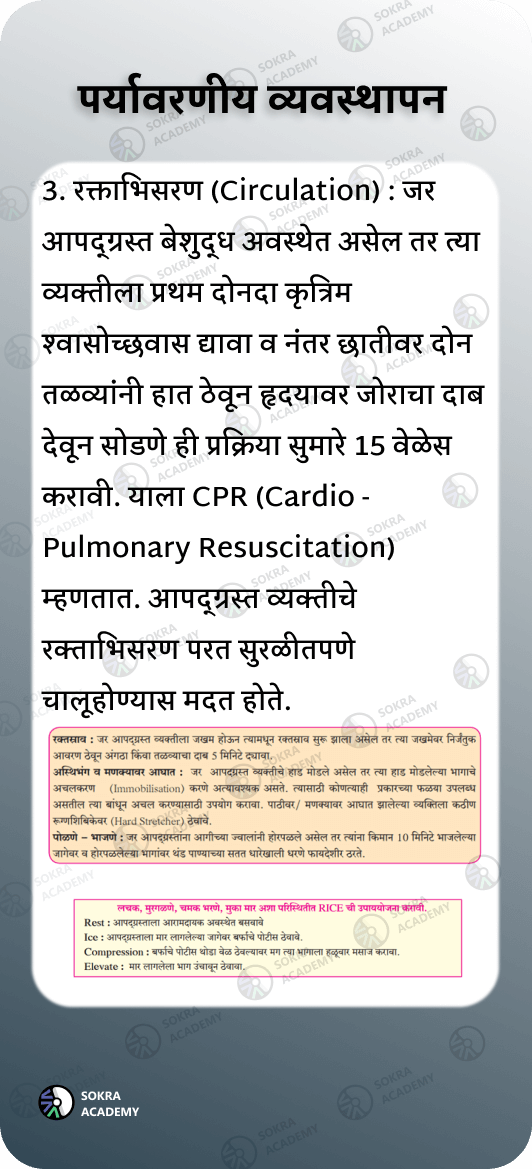 पर्यावरणीय व्यवस्थापन
3. रक्ताभिसरण (Circulation) : जर
आपद्ग्रस्त बेशुद्ध अवस्थेत असेल तर त्या
व्यक्तीला प्रथम दोनदा कृत्रिम
श्वासोच्छवास द्यावा व नंतर छातीवर दोन
तळव्यांनी हात ठेवून हृदयावर जोराचा दाब
देवून सोडणे ही प्रक्रिया सुमारे 15 वेळेस
करावी. याला CPR (Cardio -
Pulmonary Resuscitation)
म्हणतात. आपद्ग्रस्त व्यक्तीचे
रक्ताभिसरण परत सुरळीतपणे
चालूहोण्यास मदत होते.
रक्तस्राव : जर आपद्ग्रस्त व्यक्तीला जखम होऊन त्यामधून रक्तस्राव सुरू झाला असेल तर त्या जखमेवर निर्जंतुक
आवरण ठेवून अंगठा किंवा तळव्याचा दाब 5 मिनिटे द्यावा.
अस्थिभंग व मणक्यावर आघात : जर आपद्ग्रस्त व्यक्तीचे हाड मोडले असेल तर त्या हाड मोडलेल्या भागाचे
अचलकरण (Immobilisation) करणे अत्यावश्यक असते. त्यासाठी कोणत्याही प्रकारच्या फळ्या उपलब्ध
असतील त्या बांधून अचल करण्यासाठी उपयोग करावा. पाठीवर/ मणक्यावर आघात झालेल्या व्यक्तिला कठीण
रूग्णशिबिकेवर (Hard Stretcher) ठेवावे.
पोळणे - भाजणे : जर आपद्ग्रस्तांना आगीच्या ज्वालांनी होरपळले असेल तर त्यांना किमान 10 मिनिटे भाजलेल्या
जागेवर व होरपळलेल्या भागांवर थंड पाण्याच्या सतत धारेखाली धरणे फायदेशीर ठरते.
लचक, मुरगळणे, चमक भरणे, मुका मार अशा परिस्थितीत RICE ची उपाययोजना करावी.
Rest : आपद्ग्रस्ताला आरामदायक अवस्थेत बसवावे
Ice : आपद्ग्रस्ताला मार लागलेल्या जागेवर बर्फाचे पोटीस ठेवावे.
Compression : बर्फाचे पोटीस थोडा वेळ ठेवल्यावर मग त्या भागाला हळूवार मसाज करावा.
Elevate : मार लागलेला भाग उंचावून ठेवावा.
SOKRA
ACADEMY